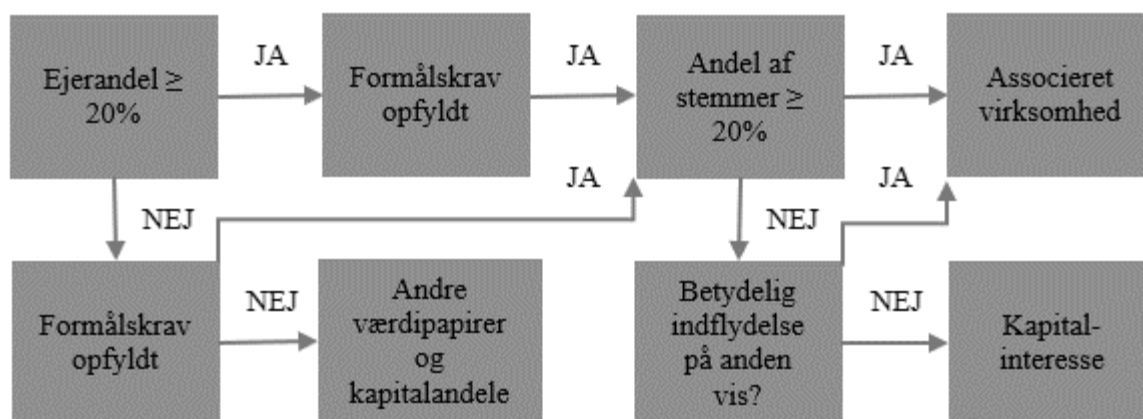 Ejerandel ≥
20%
JA
Formålskrav
opfyldt
JA
Andel af
stemmer ≥
20%
JA
Associeret
virksomhed
NEJ
JA
NEJ
JA
Formålskrav
opfyldt
NEJ
Andre
værdipapirer
og
kapitalandele
Betydelig
indflydelse
på anden
vis?
NEJ
Kapital-
interesse